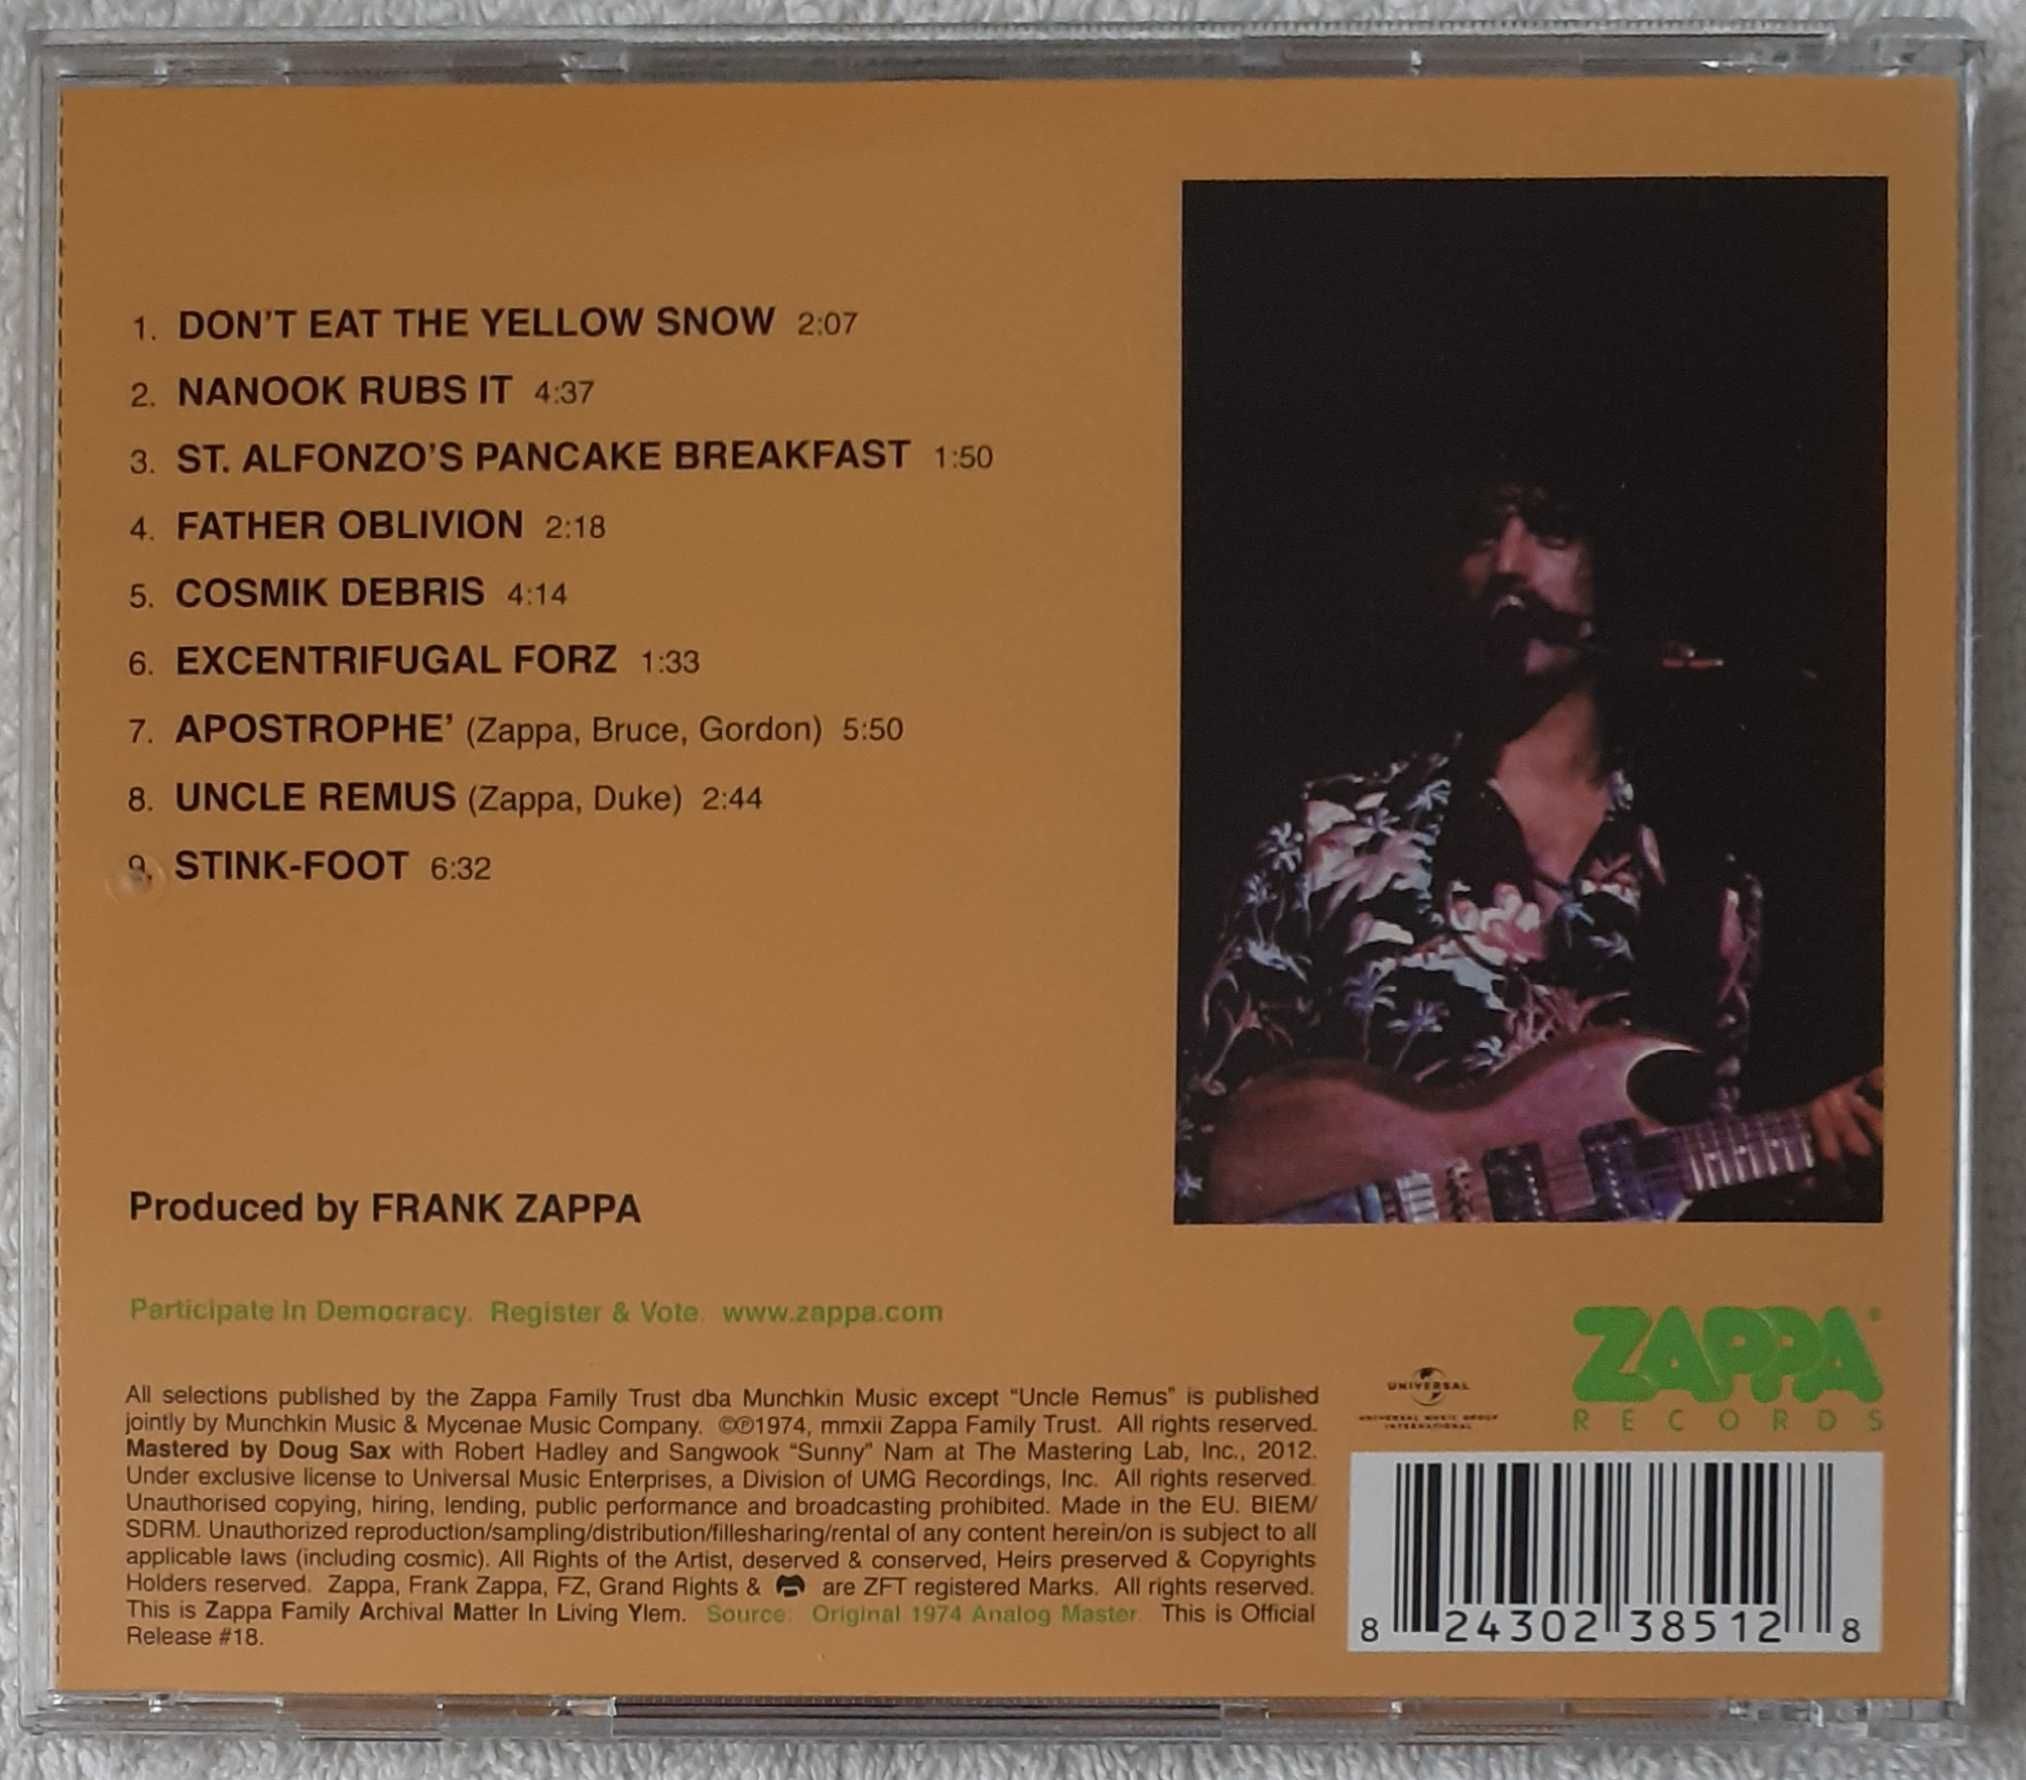 1. DON'T EAT THE YELLOW SNOW 2:07
2. NANOOK RUBS IT 4:37
3. ST. ALFONZO'S PANCAKE BREAKFAST 1:50
4. FATHER OBLIVION 2:18
5. COSMIK DEBRIS 4:14
6. EXCENTRIFUGAL FORZ 1:33
7. APOSTROPHE' (Zappa, Bruce, Gordon) 5:50
8. UNCLE REMUS (Zappa, Duke) 2:44
9. STINK-FOOT 6:32
Produced by FRANK ZAPPA
Participate in Democracy. Register & Vote. www.zappa.com
All selections published by the Zappa Family Trust dba Munchkin Music except “Uncle Remus” is published
jointly by Munchkin Music & Mycenae Music Company. ©℗1974, mmxii Zappa Family Trust. All rights reserved.
Mastered by Doug Sax with Robert Hadley and Sangwook “Sunny” Nam at The Mastering Lab, Inc., 2012.
Under exclusive license to Universal Music Enterprises, a Division of UMG Recordings, Inc. All rights reserved.
Unauthorised copying, hiring, lending, public performance and broadcasting prohibited. Made in the EU. BIEM/
SDRM. Unauthorized reproduction/sampling/distribution/fillesharing/rental of any content herein/on is subject to all
applicable laws (including cosmic). All Rights of the Artist, deserved & conserved, Heirs preserved & Copyrights
Holders reserved. Zappa, Frank Zappa, FZ, Grand Rights & are ZFT registered Marks. All rights reserved.
This is Zappa Family Archival Matter In Living Ylem. Source: Original 1974 Analog Master. This is Official
Release #18.
UNIVERSAL
UNIVERSAL MUSIC GROUP
INTERNATIONAL
ZAPPA®
RECORDS
8 24302 38512 8